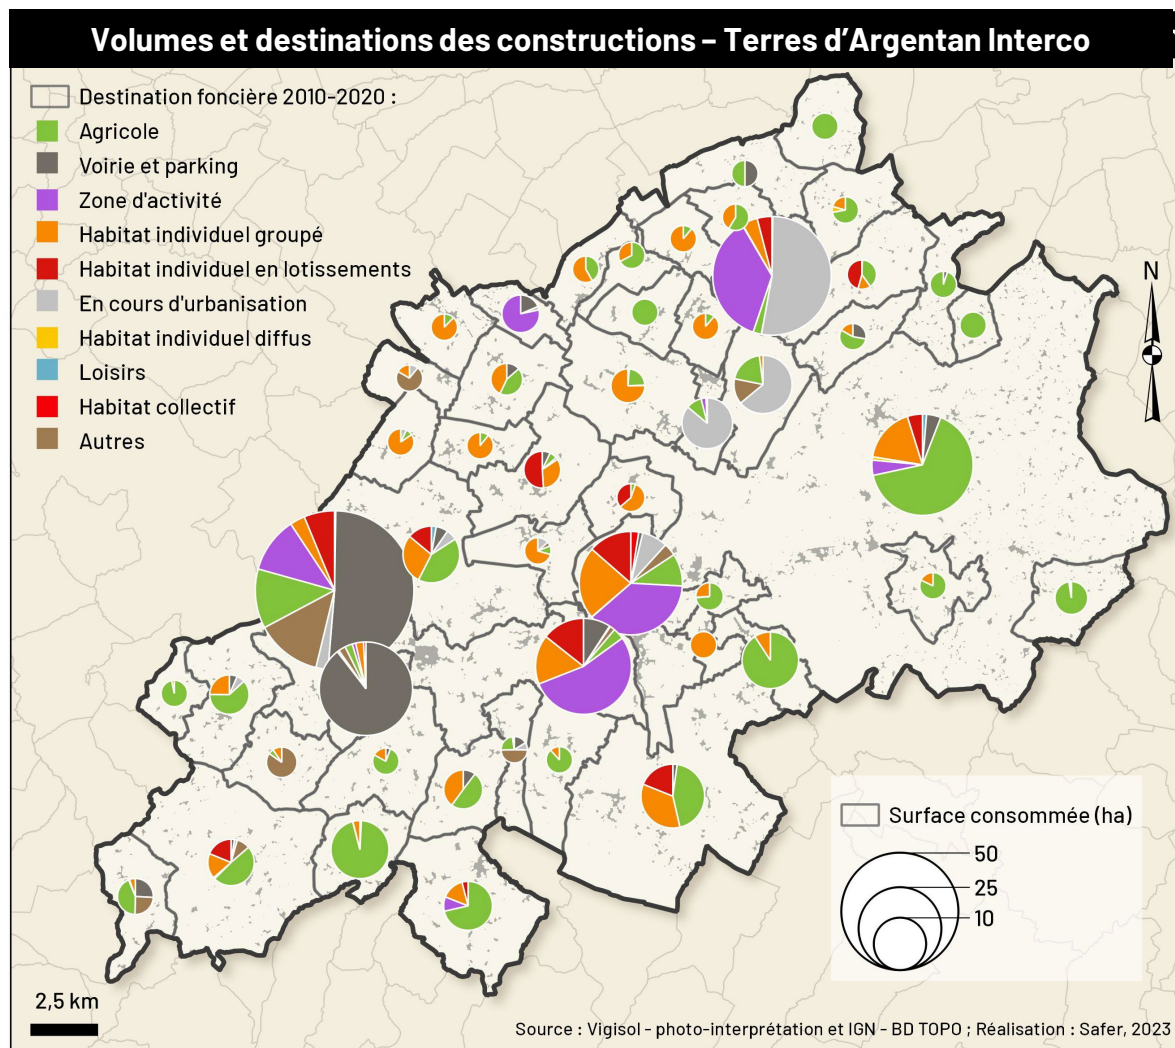 Volumes et destinations des constructions – Terres d'Argentan Interco
Destination foncière 2010-2020 :
Agricole
Voirie et parking
Zone d'activité
Habitat individuel groupé
Habitat individuel en lotissements
En cours d'urbanisation
Habitat individuel diffus
Loisirs
Habitat collectif
Autres
N
Surface consommée (ha)
50
25
10
2,5 km
Source : Vigisol - photo-interprétation et IGN - BD TOPO ; Réalisation : Safer, 2023